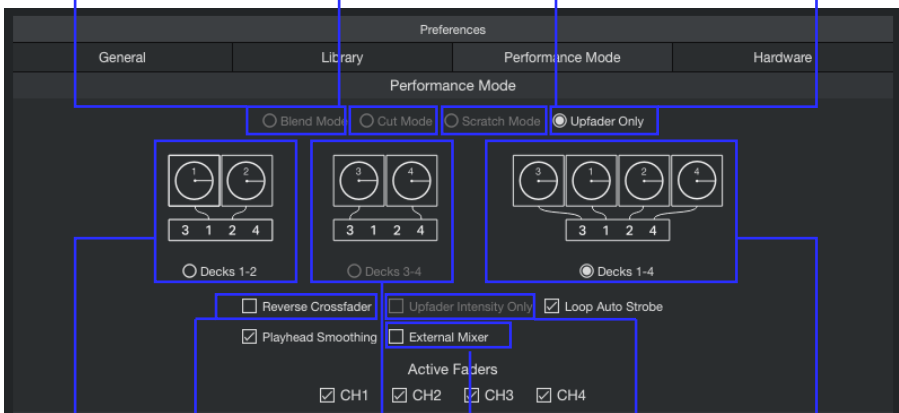 Preferences
General Library Performance Mode Hardware
Performance Mode
Blend Mode Cut Mode Scratch Mode Upfader Only
1 2 3 4 3 1 2 4
3 1 2 4 3 1 2 4 3 1 2 4
Decks 1-2 Decks 3-4 Decks 1-4
Reverse Crossfader Upfader Intensity Only Loop Auto Strobe
Playhead Smoothing External Mixer
Active Faders
CH1 CH2 CH3 CH4